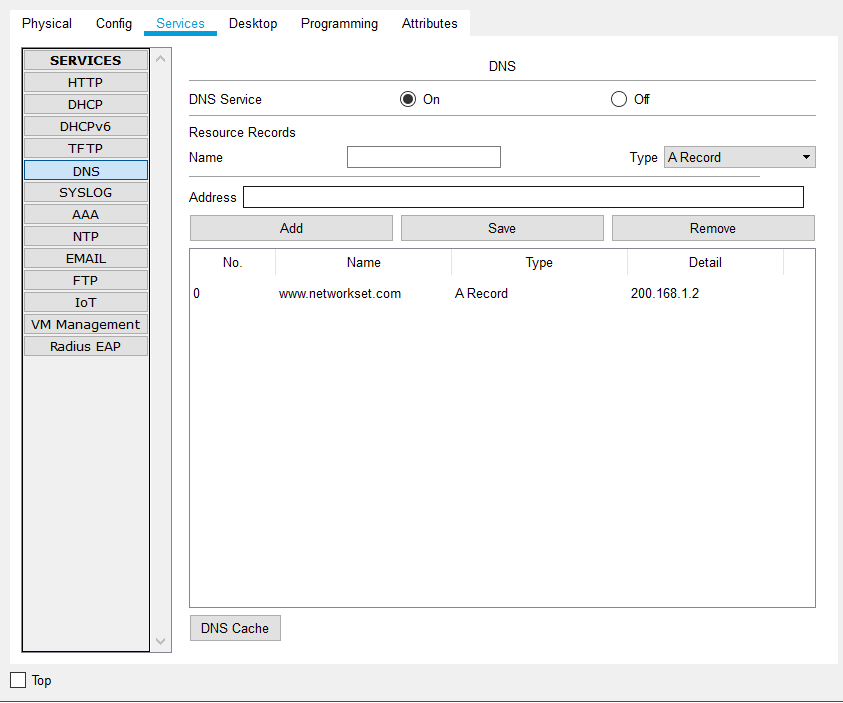 Physical Config Services Desktop Programming Attributes
SERVICES
HTTP
DHCP
DHCPv6
TFTP
DNS
SYSLOG
AAA
NTP
EMAIL
FTP
IoT
VM Management
Radius EAP
DNS
DNS Service On Off
Resource Records
Name Type A Record
Address
Add Save Remove
No. Name Type Detail
0 www.networkset.com A Record 200.168.1.2
DNS Cache
Top